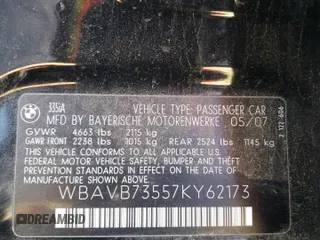 BMW
335iA
VEHICLE TYPE: PASSENGER CAR
MFD BY BAYERISCHE MOTORENWERKE 05/07
GVWR 4663 lbs 2115 kg
GAWR FRONT 2238 lbs 1015 kg REAR 2524 lbs 1145 kg
THIS VEHICLE CONFORMS TO ALL APPLICABLE
FEDERAL MOTOR VEHICLE SAFETY, BUMPER, AND
THEFT PREVENTION STANDARDS IN EFFECT ON
THE DATE OF MANUFACTURE SHOWN ABOVE.
WBAVB73557KY62173
DREAMBID